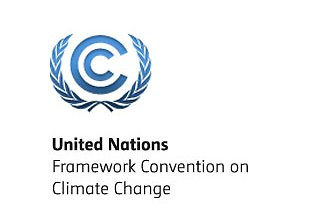 United Nations
Framework Convention on
Climate Change